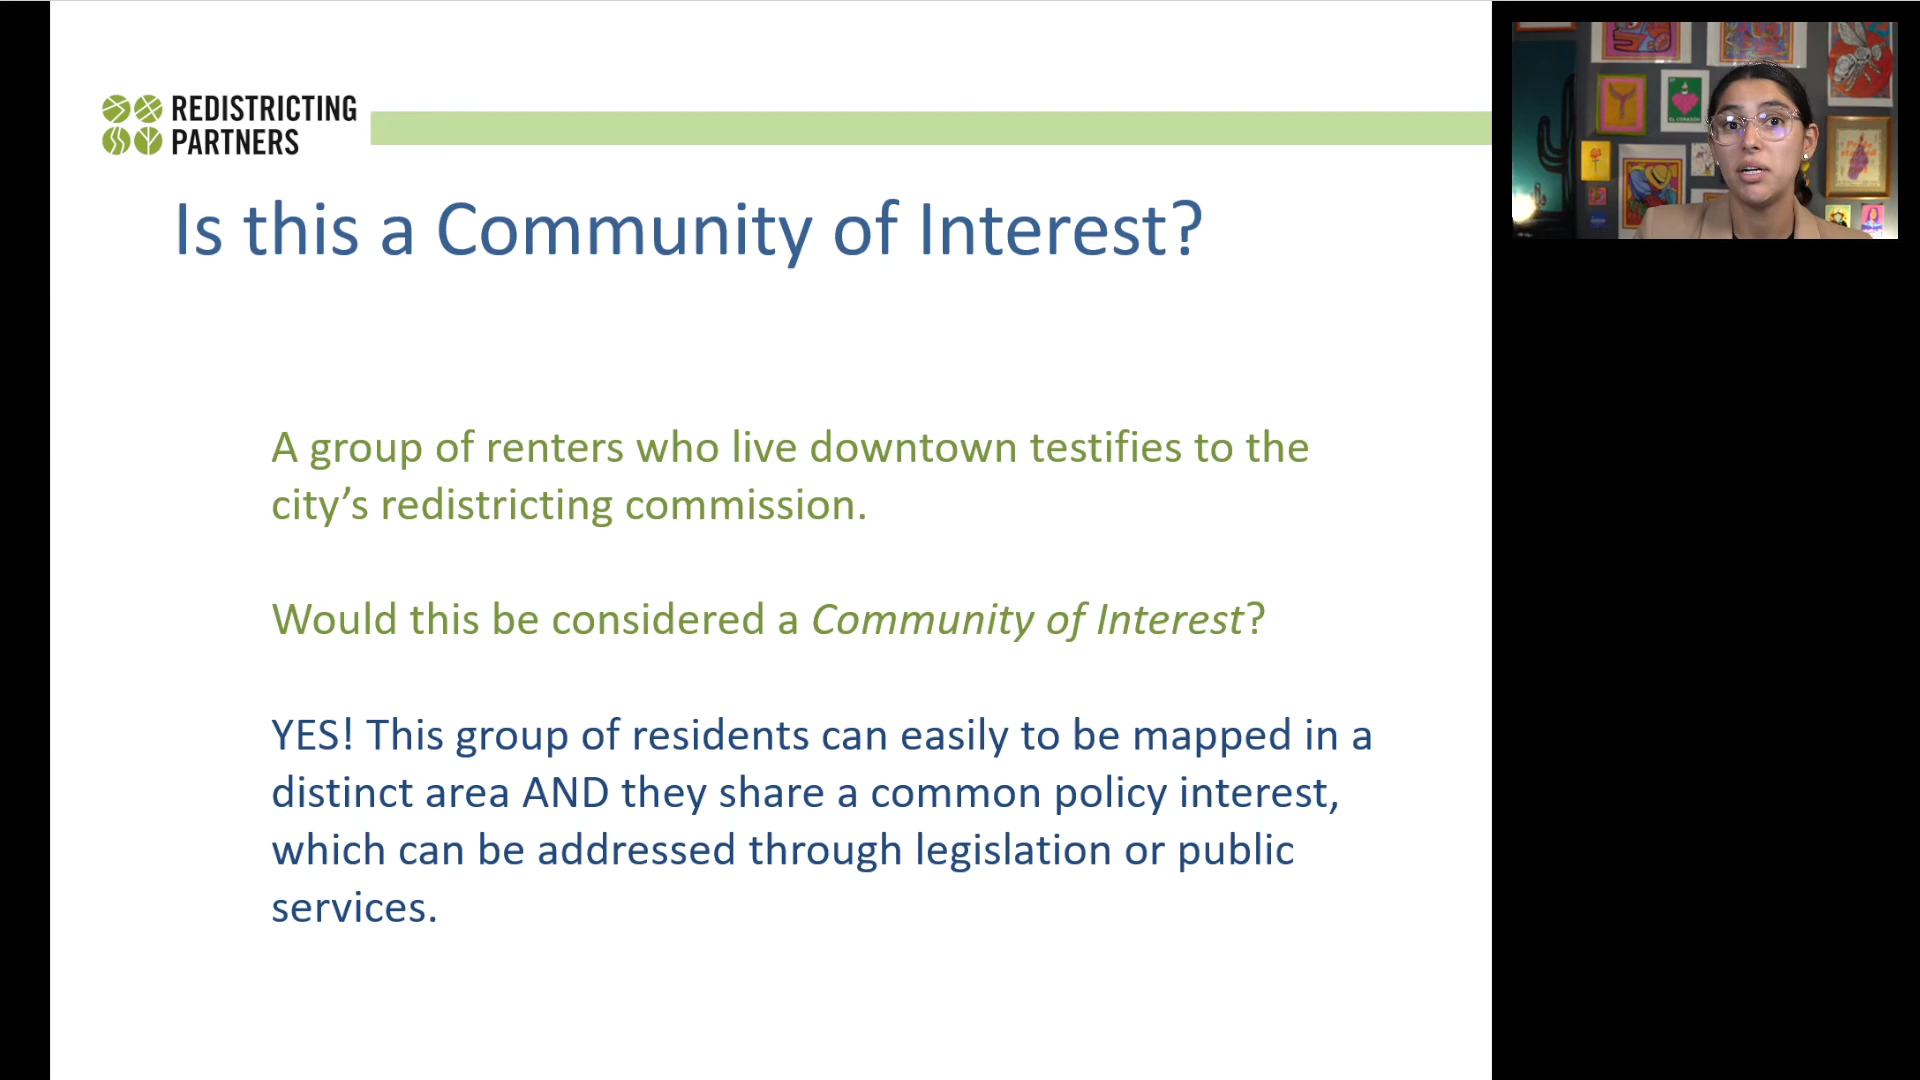 REDISTRICTING
PARTNERS
Is this a Community of Interest?
A group of renters who live downtown testifies to the
city’s redistricting commission.
Would this be considered a Community of Interest?
YES! This group of residents can easily to be mapped in a
distinct area AND they share a common policy interest,
which can be addressed through legislation or public
services.
EL CORAZON